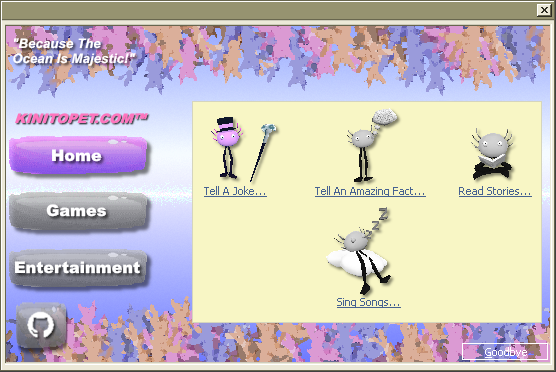 "Because The
Ocean Is Majestic!"
KINITOPET.COM™
Home
Games
Entertainment
Tell A Joke...
Tell An Amazing Fact...
Read Stories...
Z
Z
Z
Sing Songs...
Goodbye